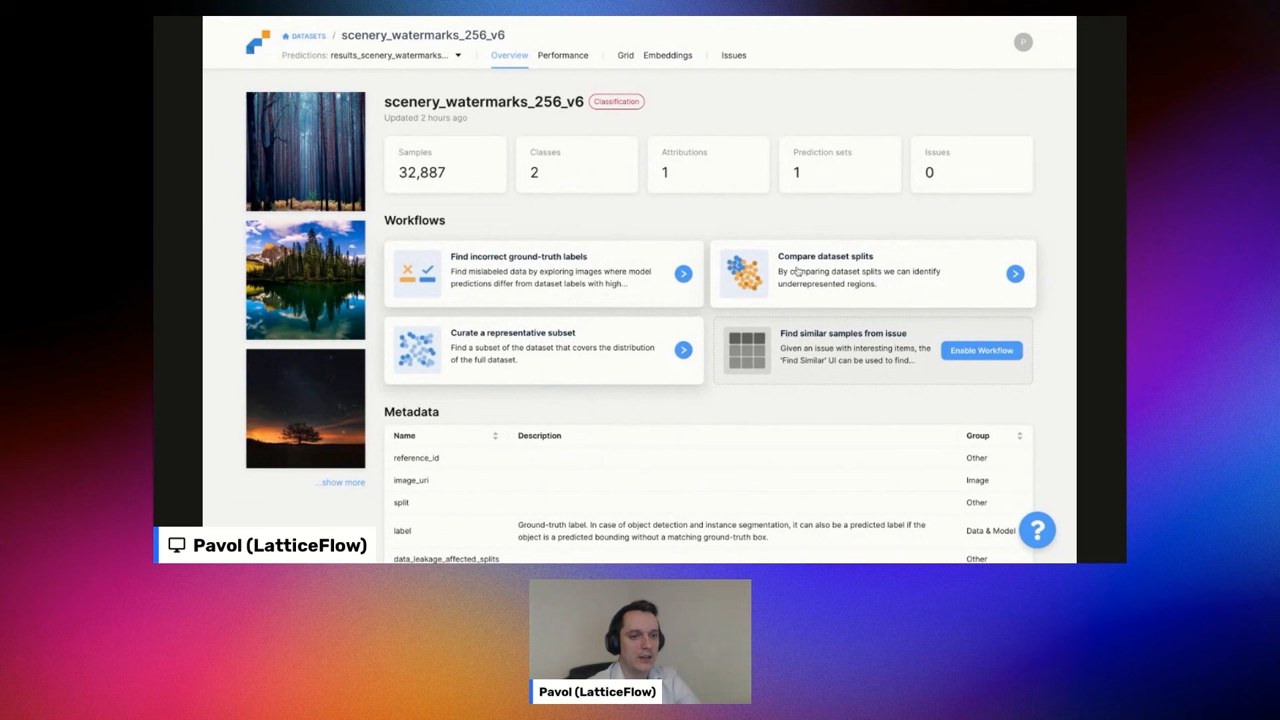 DATASETS / scenery_watermarks_256_v6
P
Predictions: results_scenery_watermarks... Overview Performance Grid Embeddings Issues
scenery_watermarks_256_v6 Classification
Updated 2 hours ago
Samples Classes Attributions Prediction sets Issues
32,887 2 1 1 0
Workflows
Find incorrect ground-truth labels
Find mislabeled data by exploring images where model
predictions differ from dataset labels with high...
Compare dataset splits
By comparing dataset splits we can identify
underrepresented regions.
Curate a representative subset
Find a subset of the dataset that covers the distribution
of the full dataset.
Find similar samples from issue
Given an issue with interesting items, the
'Find Similar' UI can be used to find...
Enable Workflow
...show more
Metadata
Name Description Group
reference_id Other
image_uri Image
split Other
label Ground-truth label. In case of object detection and instance segmentation, it can also be a predicted label if the
object is a predicted bounding without a matching ground-truth box. Data & Model
data_leakage_affected_splits Other
?
Pavol (LatticeFlow)
Pavol (LatticeFlow)